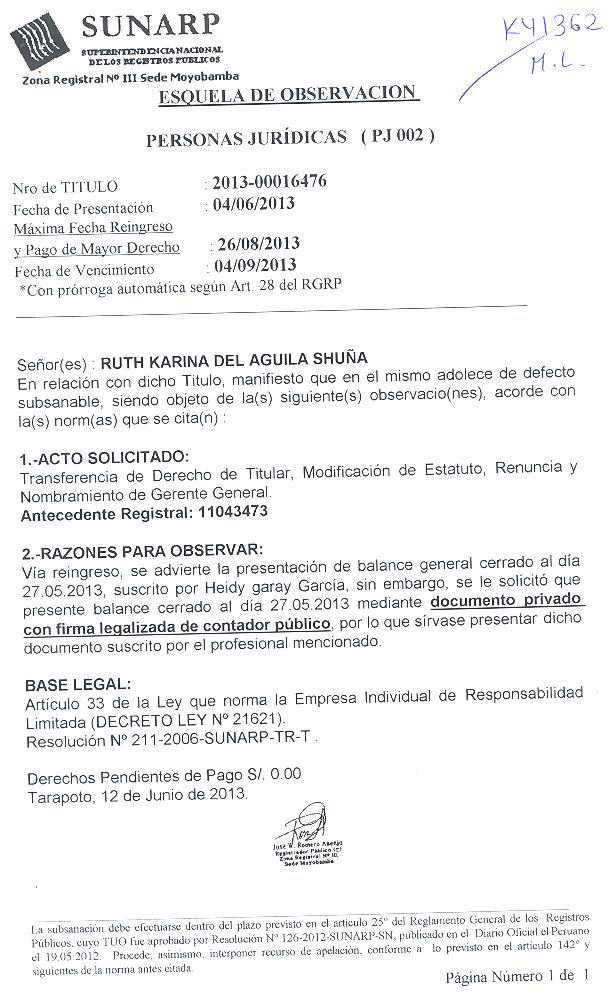 SUNARP
SUPERINTENDENCIA NACIONAL
DE LOS REGISTROS PUBLICOS
Zona Registral Nº III Sede Moyobamba
K41362
M.L.
ESQUELA DE OBSERVACION
PERSONAS JURÍDICAS ( PJ 002 )
Nro de TITULO : 2013-00016476
Fecha de Presentación : 04/06/2013
Máxima Fecha Reingreso
y Pago de Mayor Derecho : 26/08/2013
Fecha de Vencimiento : 04/09/2013
*Con prórroga automática según Art. 28 del RGRP
Señor(es) : RUTH KARINA DEL AGUILA SHUÑA
En relación con dicho Titulo, manifiesto que en el mismo adolece de defecto
subsanable, siendo objeto de la(s) siguiente(s) observacio(nes), acorde con
la(s) norm(as) que se cita(n) :
1.-ACTO SOLICITADO:
Transferencia de Derecho de Titular, Modificación de Estatuto, Renuncia y
Nombramiento de Gerente General.
Antecedente Registral: 11043473
2.-RAZONES PARA OBSERVAR:
Vía reingreso, se advierte la presentación de balance general cerrado al día
27.05.2013, suscrito por Heidy garay García, sin embargo, se le solicitó que
presente balance cerrado al día 27.05.2013 mediante documento privado
con firma legalizada de contador público, por lo que sírvase presentar dicho
documento suscrito por el profesional mencionado.
BASE LEGAL:
Artículo 33 de la Ley que norma la Empresa Individual de Responsabilidad
Limitada (DECRETO LEY Nº 21621).
Resolución Nº 211-2006-SUNARP-TR-T .
Derechos Pendientes de Pago S/. 0.00
Tarapoto, 12 de Junio de 2013.
José W. Romero
Registrador Público (e)
Zona Registral Nº III
Sede Moyobamba
La subsanación debe efectuarse dentro del plazo previsto en el artículo 25º del Reglamento General de los Registros
Públicos, cuyo TUO fue aprobado por Resolución Nº 126-2012-SUNARP-SN, publicado en el Diario Oficial el Peruano
el 19.05.2012. Procede, asimismo, interponer recurso de apelación, conforme a lo previsto en el artículo 142º y
siguientes de la norma antes citada.
Página Número 1 de 1